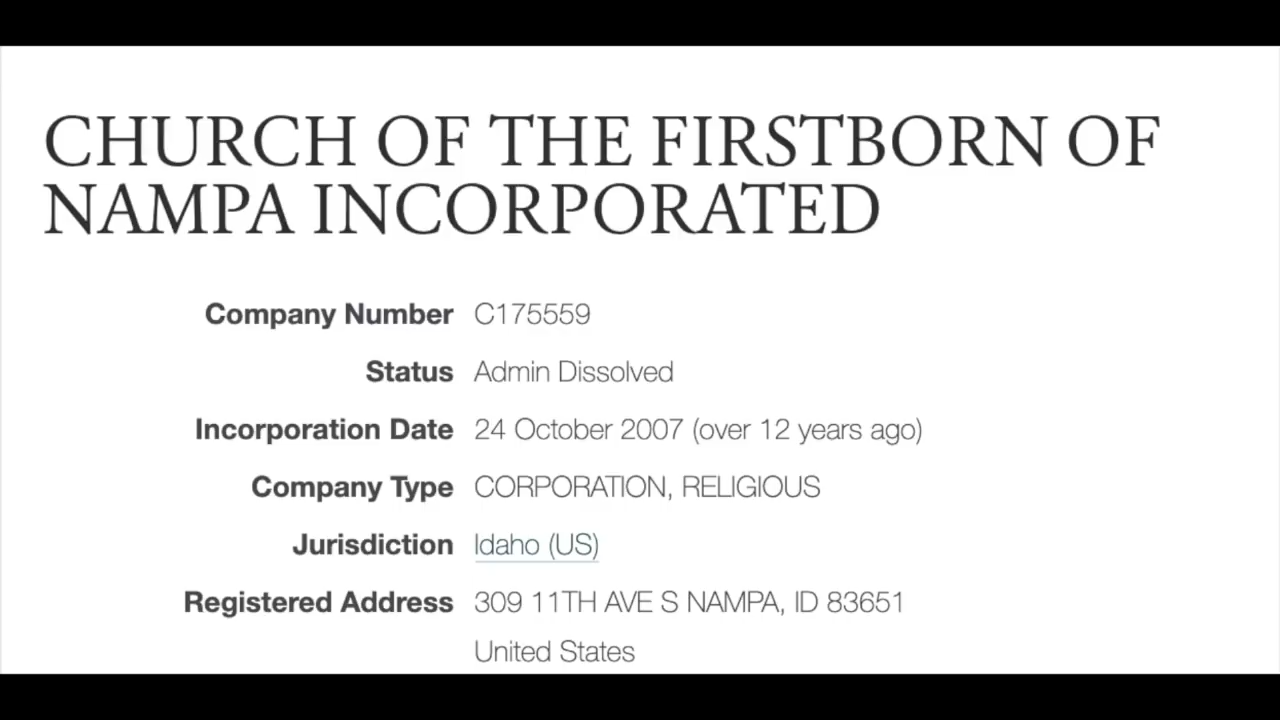 CHURCH OF THE FIRSTBORN OF
NAMPA INCORPORATED
Company Number C175559
Status Admin Dissolved
Incorporation Date 24 October 2007 (over 12 years ago)
Company Type CORPORATION, RELIGIOUS
Jurisdiction Idaho (US)
Registered Address 309 11TH AVE S NAMPA, ID 83651
United States